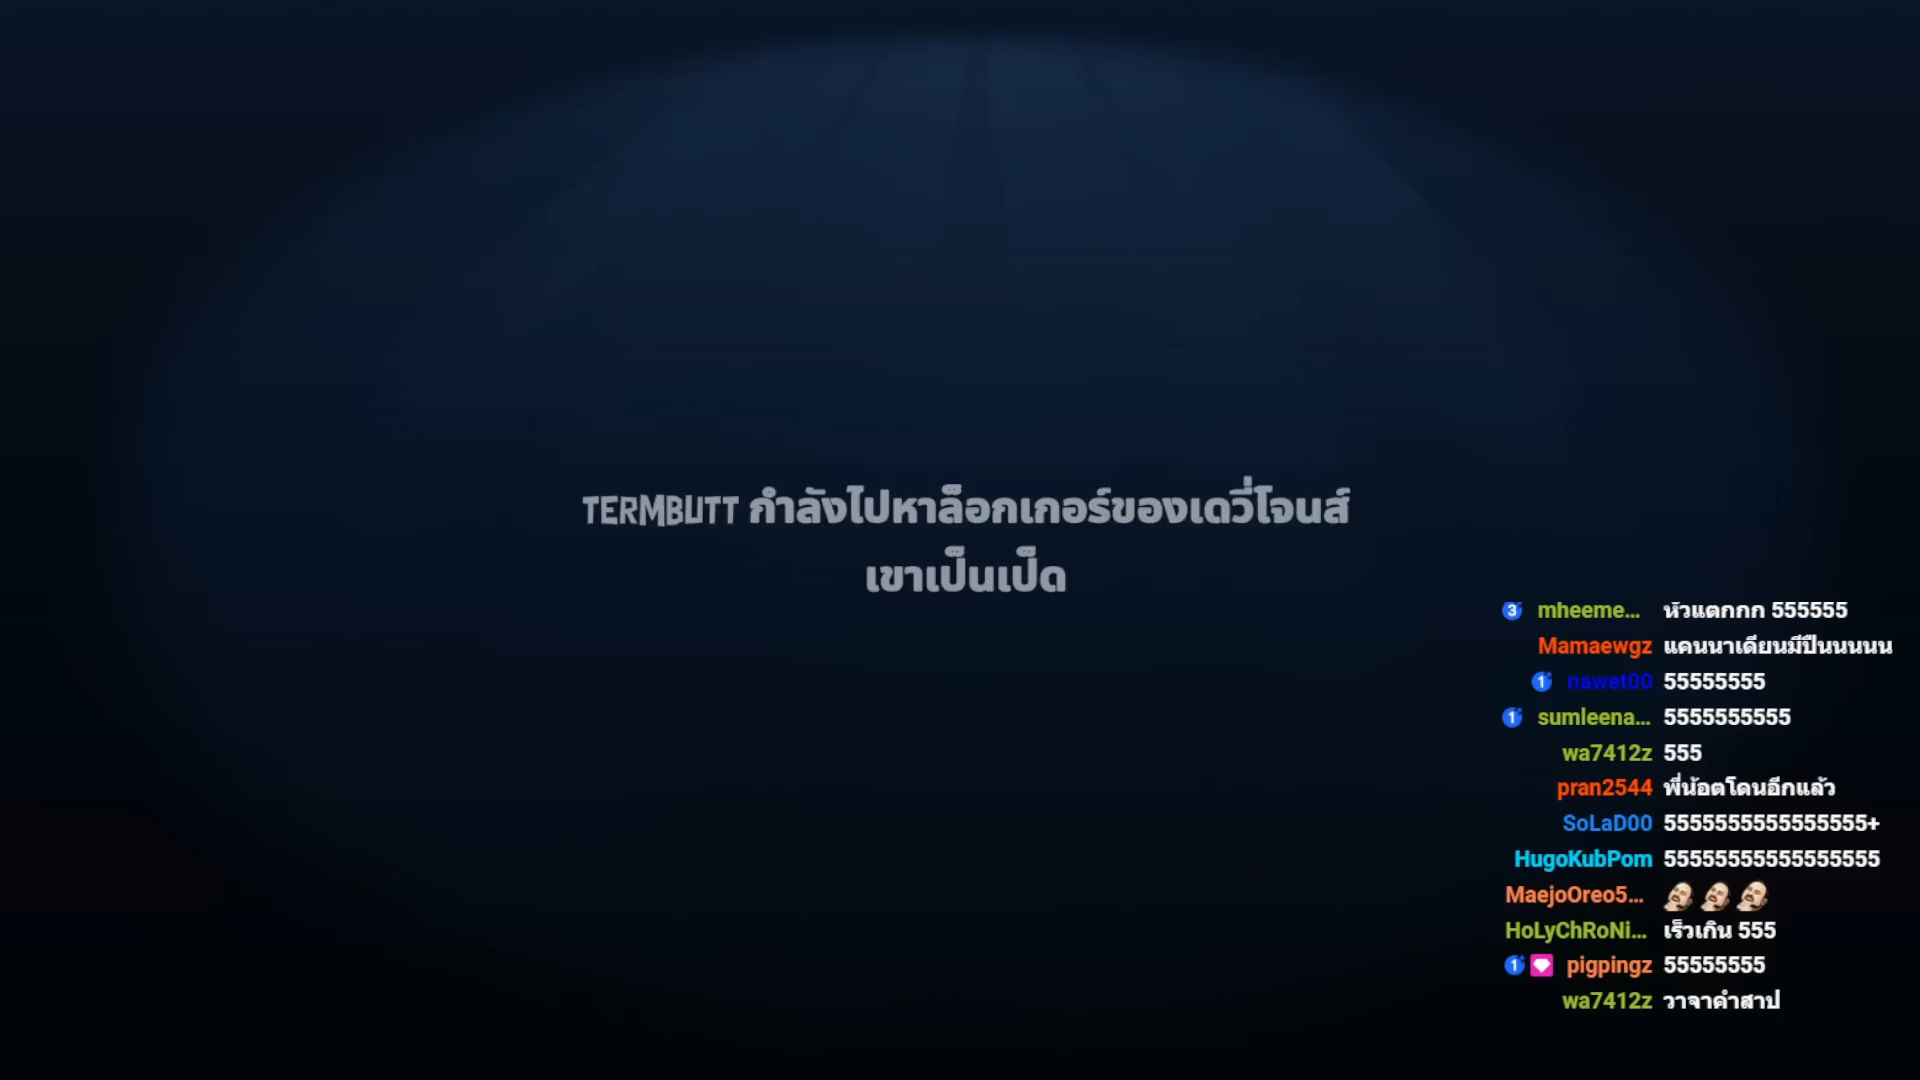 TERMBUTT กำลังไปหาล็อกเกอร์ของเดวี่โจนส์
เขาเป็นเป็ด
3 mheeme... หัวแตกกก 555555
Mamaewgz แคนนาเดียนมีปืนนนนน
1 nawet00 55555555
1 sumleena... 5555555555
wa7412z 555
pran2544 พี่น้อตโดนอีกแล้ว
SoLaD00 5555555555555555+
HugoKubPom 55555555555555555
MaejoOreo5...
HoLyChRoNi... เร็วเกิน 555
1 pigpingz 55555555
wa7412z วาจาคำสาป